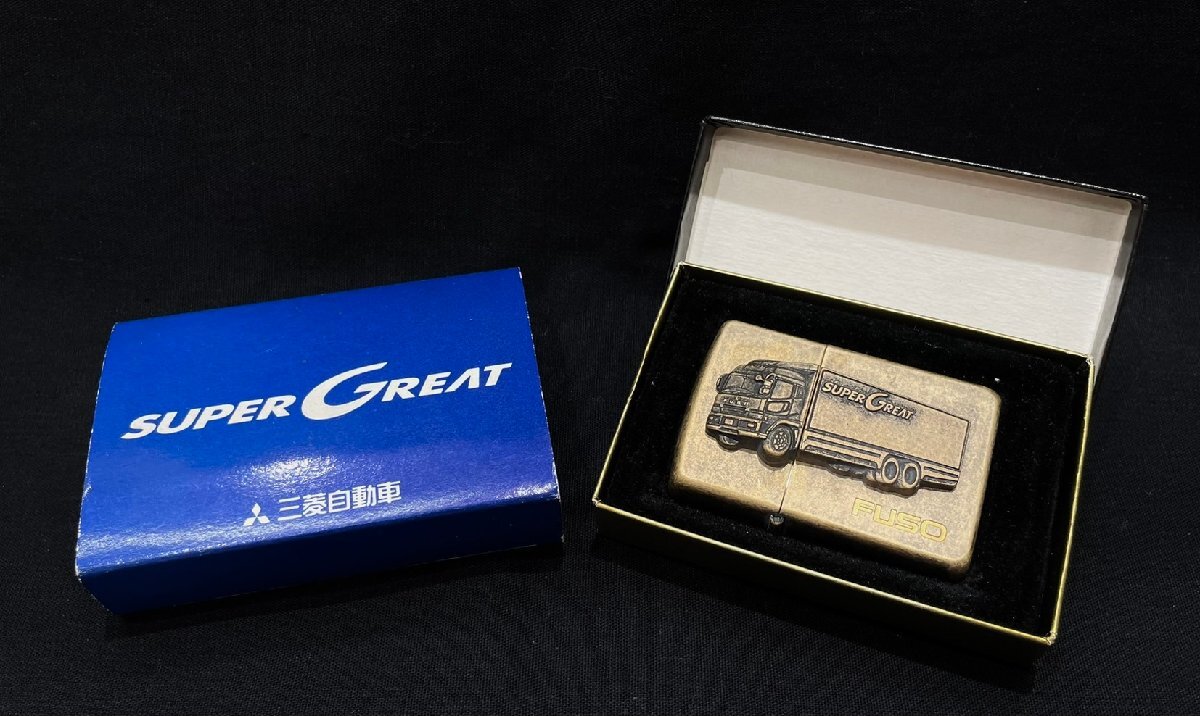 SUPER GREAT
三菱自動車
SUPER GREAT
FUSO